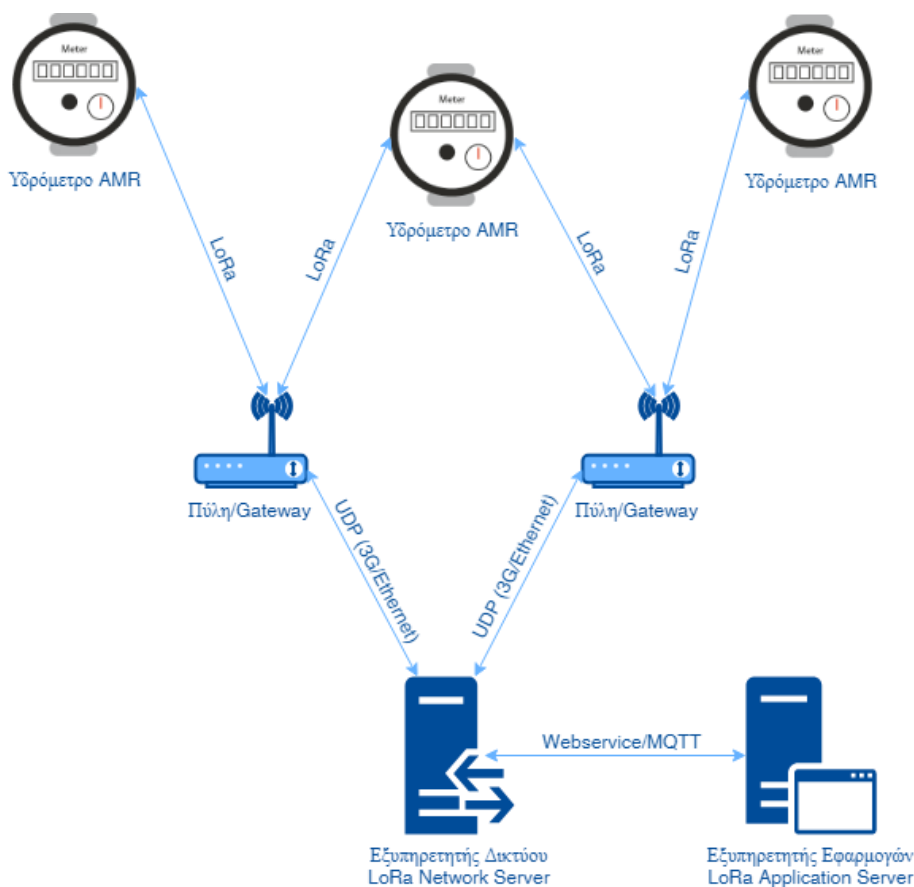 Meter
Meter
Meter
Υδρόμετρο AMR
Υδρόμετρο AMR
Υδρόμετρο AMR
LoRa
LoRa
LoRa
LoRa
Πύλη/Gateway
Πύλη/Gateway
UDP (3G/Ethernet)
UDP (3G/Ethernet)
Webservice/MQTT
Εξυπηρετητής Δικτύου
LoRa Network Server
Εξυπηρετητής Εφαρμογών
LoRa Application Server